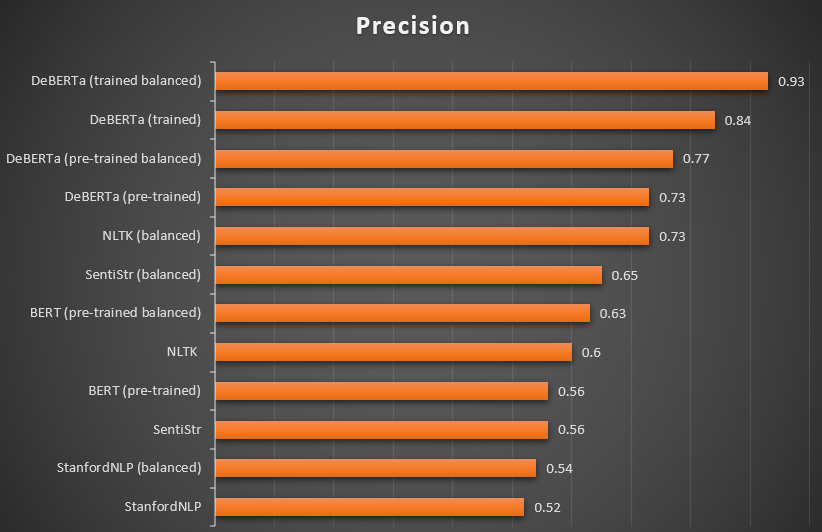 Precision
DeBERTa (trained balanced) 0.93
DeBERTa (trained) 0.84
DeBERTa (pre-trained balanced) 0.77
DeBERTa (pre-trained) 0.73
NLTK (balanced) 0.73
SentiStr (balanced) 0.65
BERT (pre-trained balanced) 0.63
NLTK 0.6
BERT (pre-trained) 0.56
SentiStr 0.56
StanfordNLP (balanced) 0.54
StanfordNLP 0.52